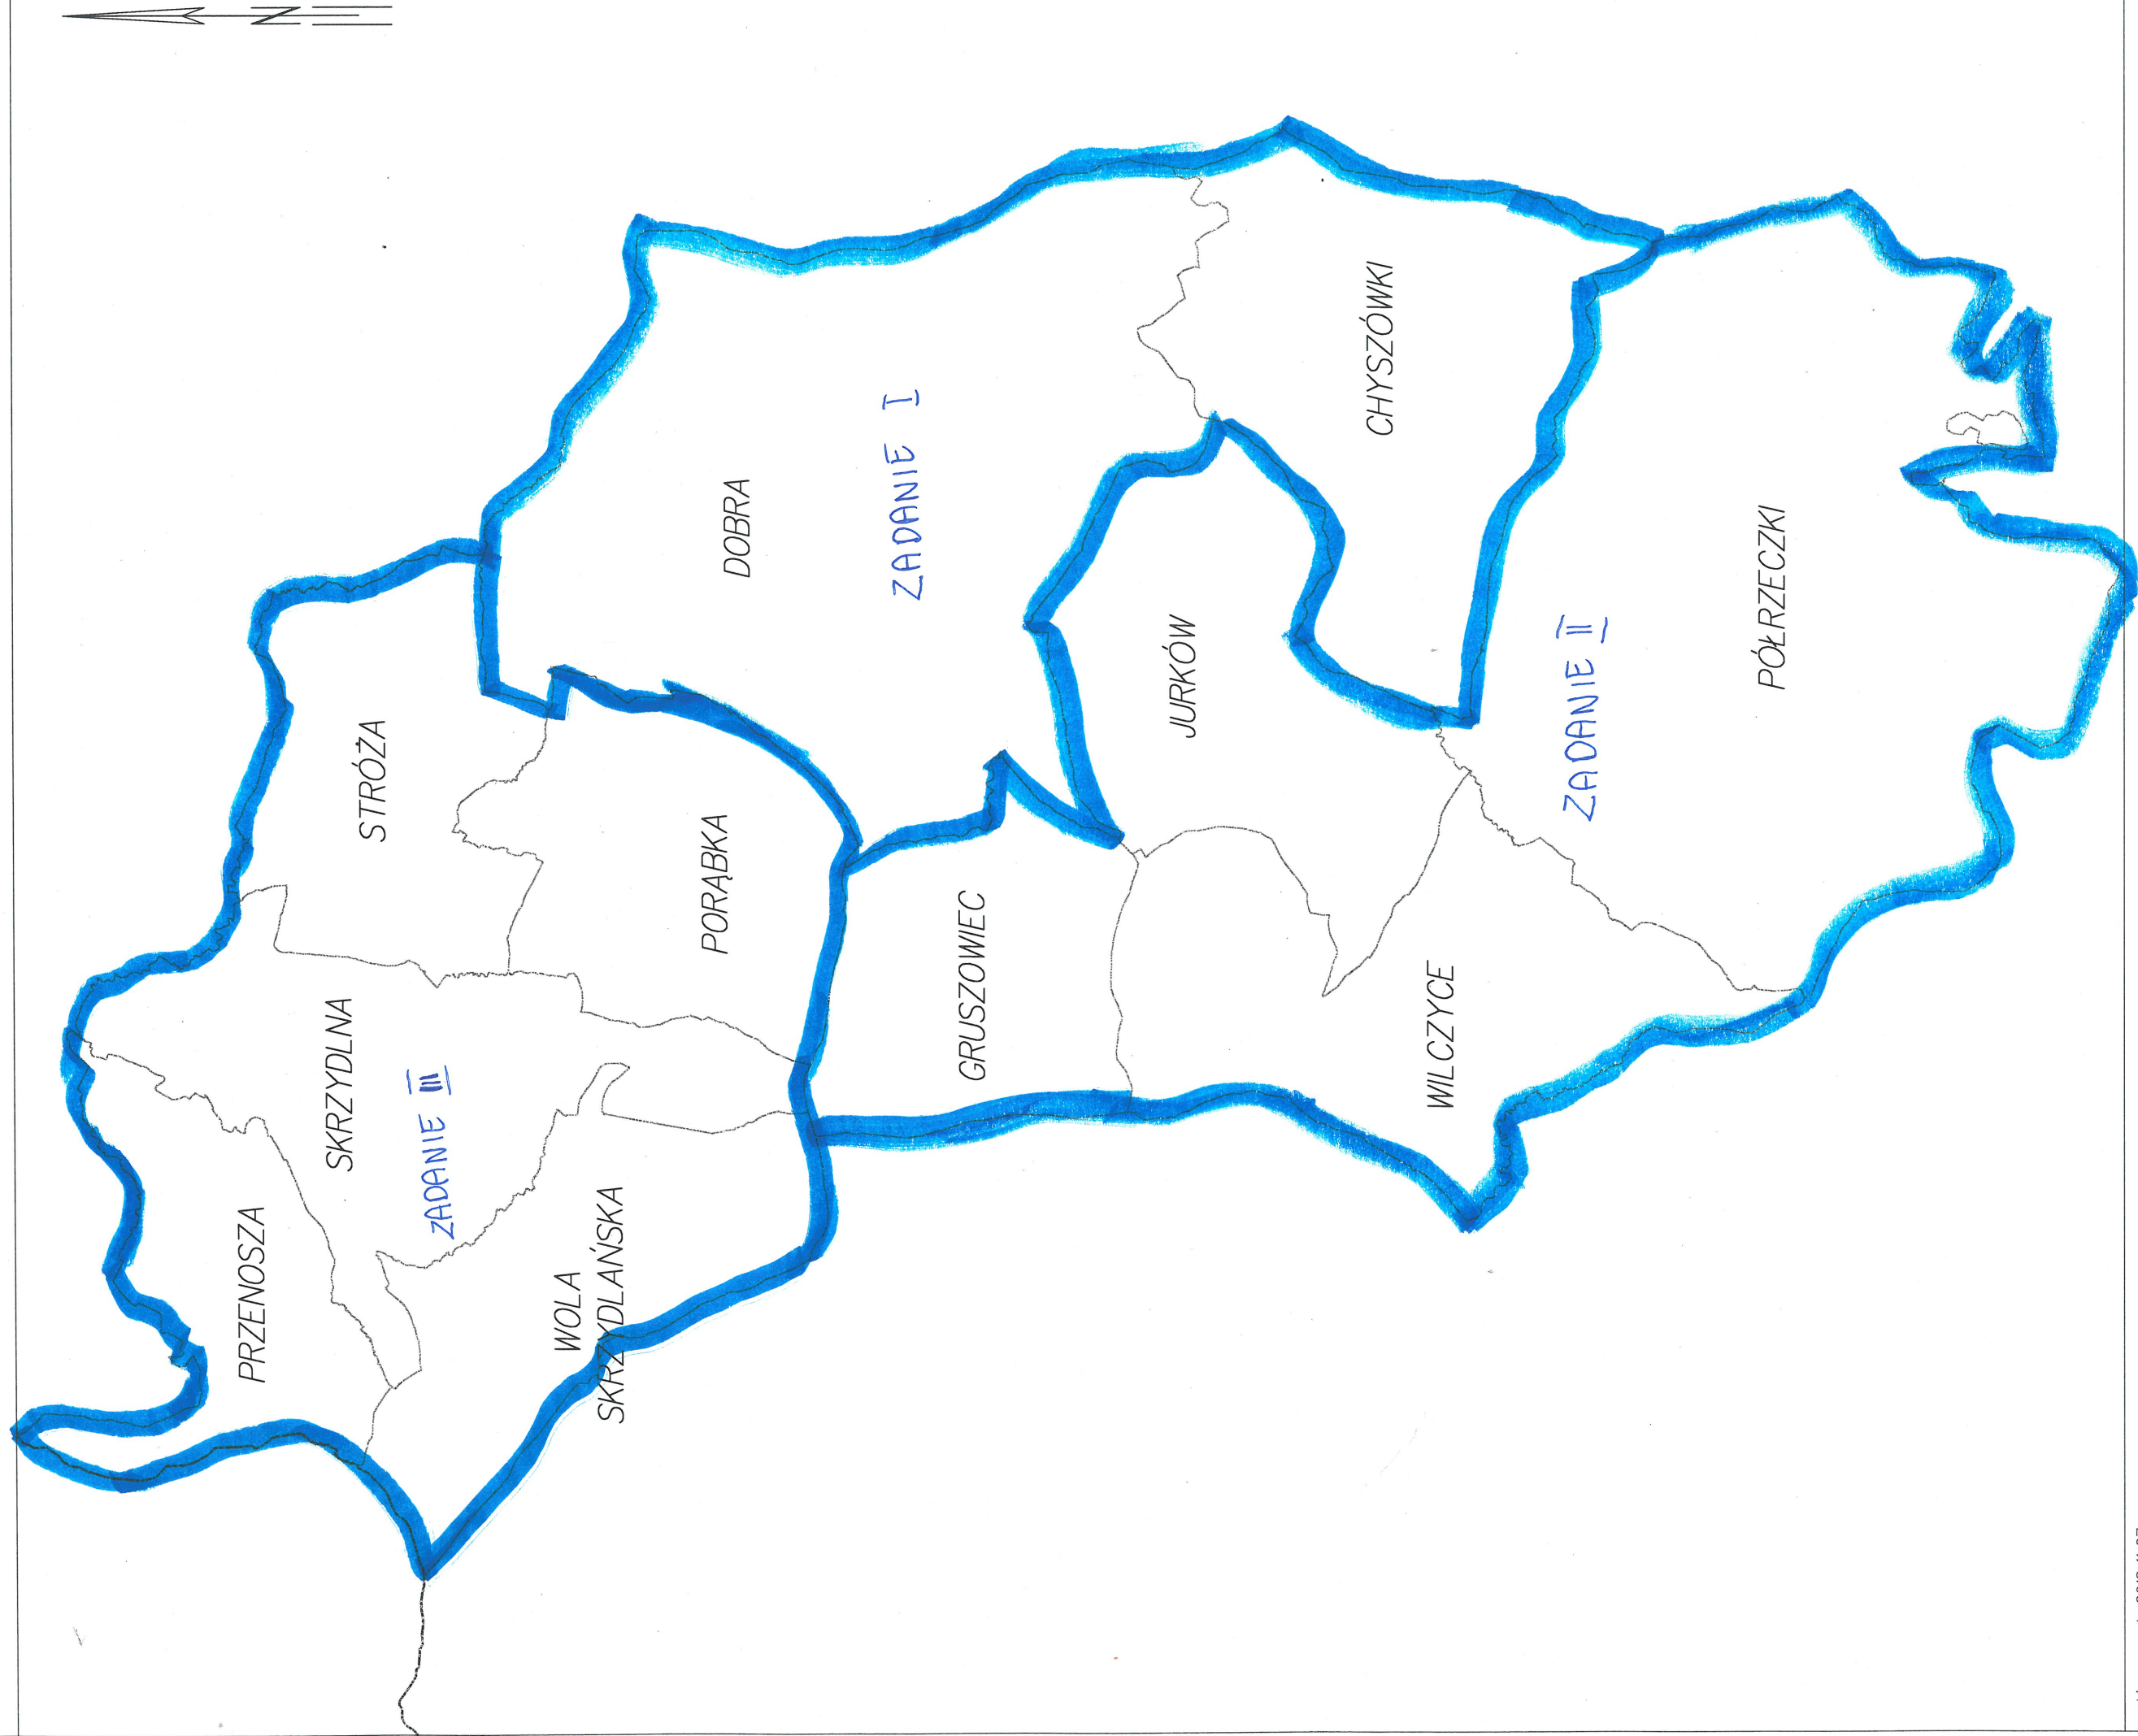 N
PRZENOSZA
SKRZYDLNA
STRÓŻA
ZADANIE III
WOLA
SKRZYDLAŃSKA
PORĄBKA
DOBRA
ZADANIE I
GRUSZOWIEC
JURKÓW
CHYSZÓWKI
WILCZYCE
ZADANIE II
PÓŁRZECZKI